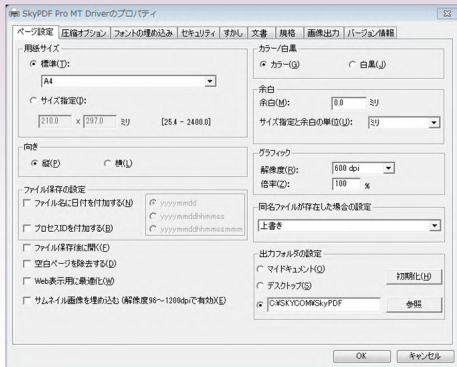 SkyPDF Pro MT Driverのプロパティ
ページ設定 圧縮オプション フォントの埋め込み セキュリティ すかし 文書 規格 画像出力 バージョン情報
用紙サイズ
標準(T):
A4
サイズ指定(I):
210.0 x 297.0 ミリ [25.4 - 2400.0]
向き
縦(P) 横(L)
ファイル保存の設定
ファイル名に日付を付加する(N)
yyyymmdd
yyyymmddhhmmss
プロセスIDを付加する(B)
yyyymmddhhmmssmmm
ファイル保存後に開く(F)
空白ページを除去する(D)
Web表示用に最適化(W)
サムネイル画像を埋め込む (解像度96～1200dpiで有効)(E)
カラー/白黒
カラー(G) 白黒(J)
余白
余白(M): 0.0 ミリ
サイズ指定と余白の単位(U): ミリ
グラフィック
解像度(R): 600 dpi
倍率(Z): 100 %
同名ファイルが存在した場合の設定
上書き
出力フォルダの設定
マイドキュメント(O)
デスクトップ(S)
初期化(H)
C:¥SKYCOM¥SkyPDF 参照
OK キャンセル